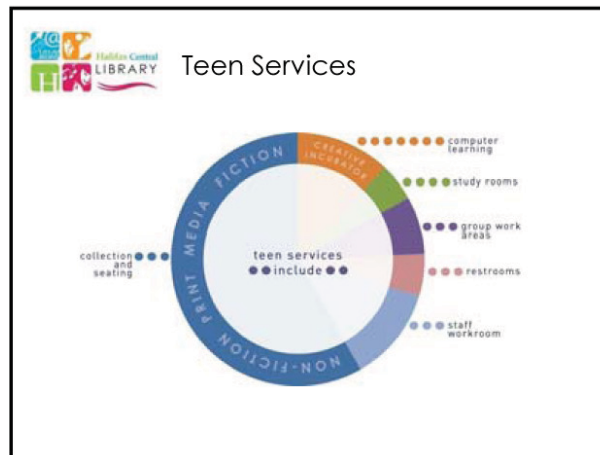 Halifax Central
LIBRARY
Teen Services
CREATIVE
INCUBATOR
computer
learning
study rooms
group work
areas
restrooms
staff
workroom
collection
and
seating
NON-FICTION PRINT MEDIA FICTION
teen services
include